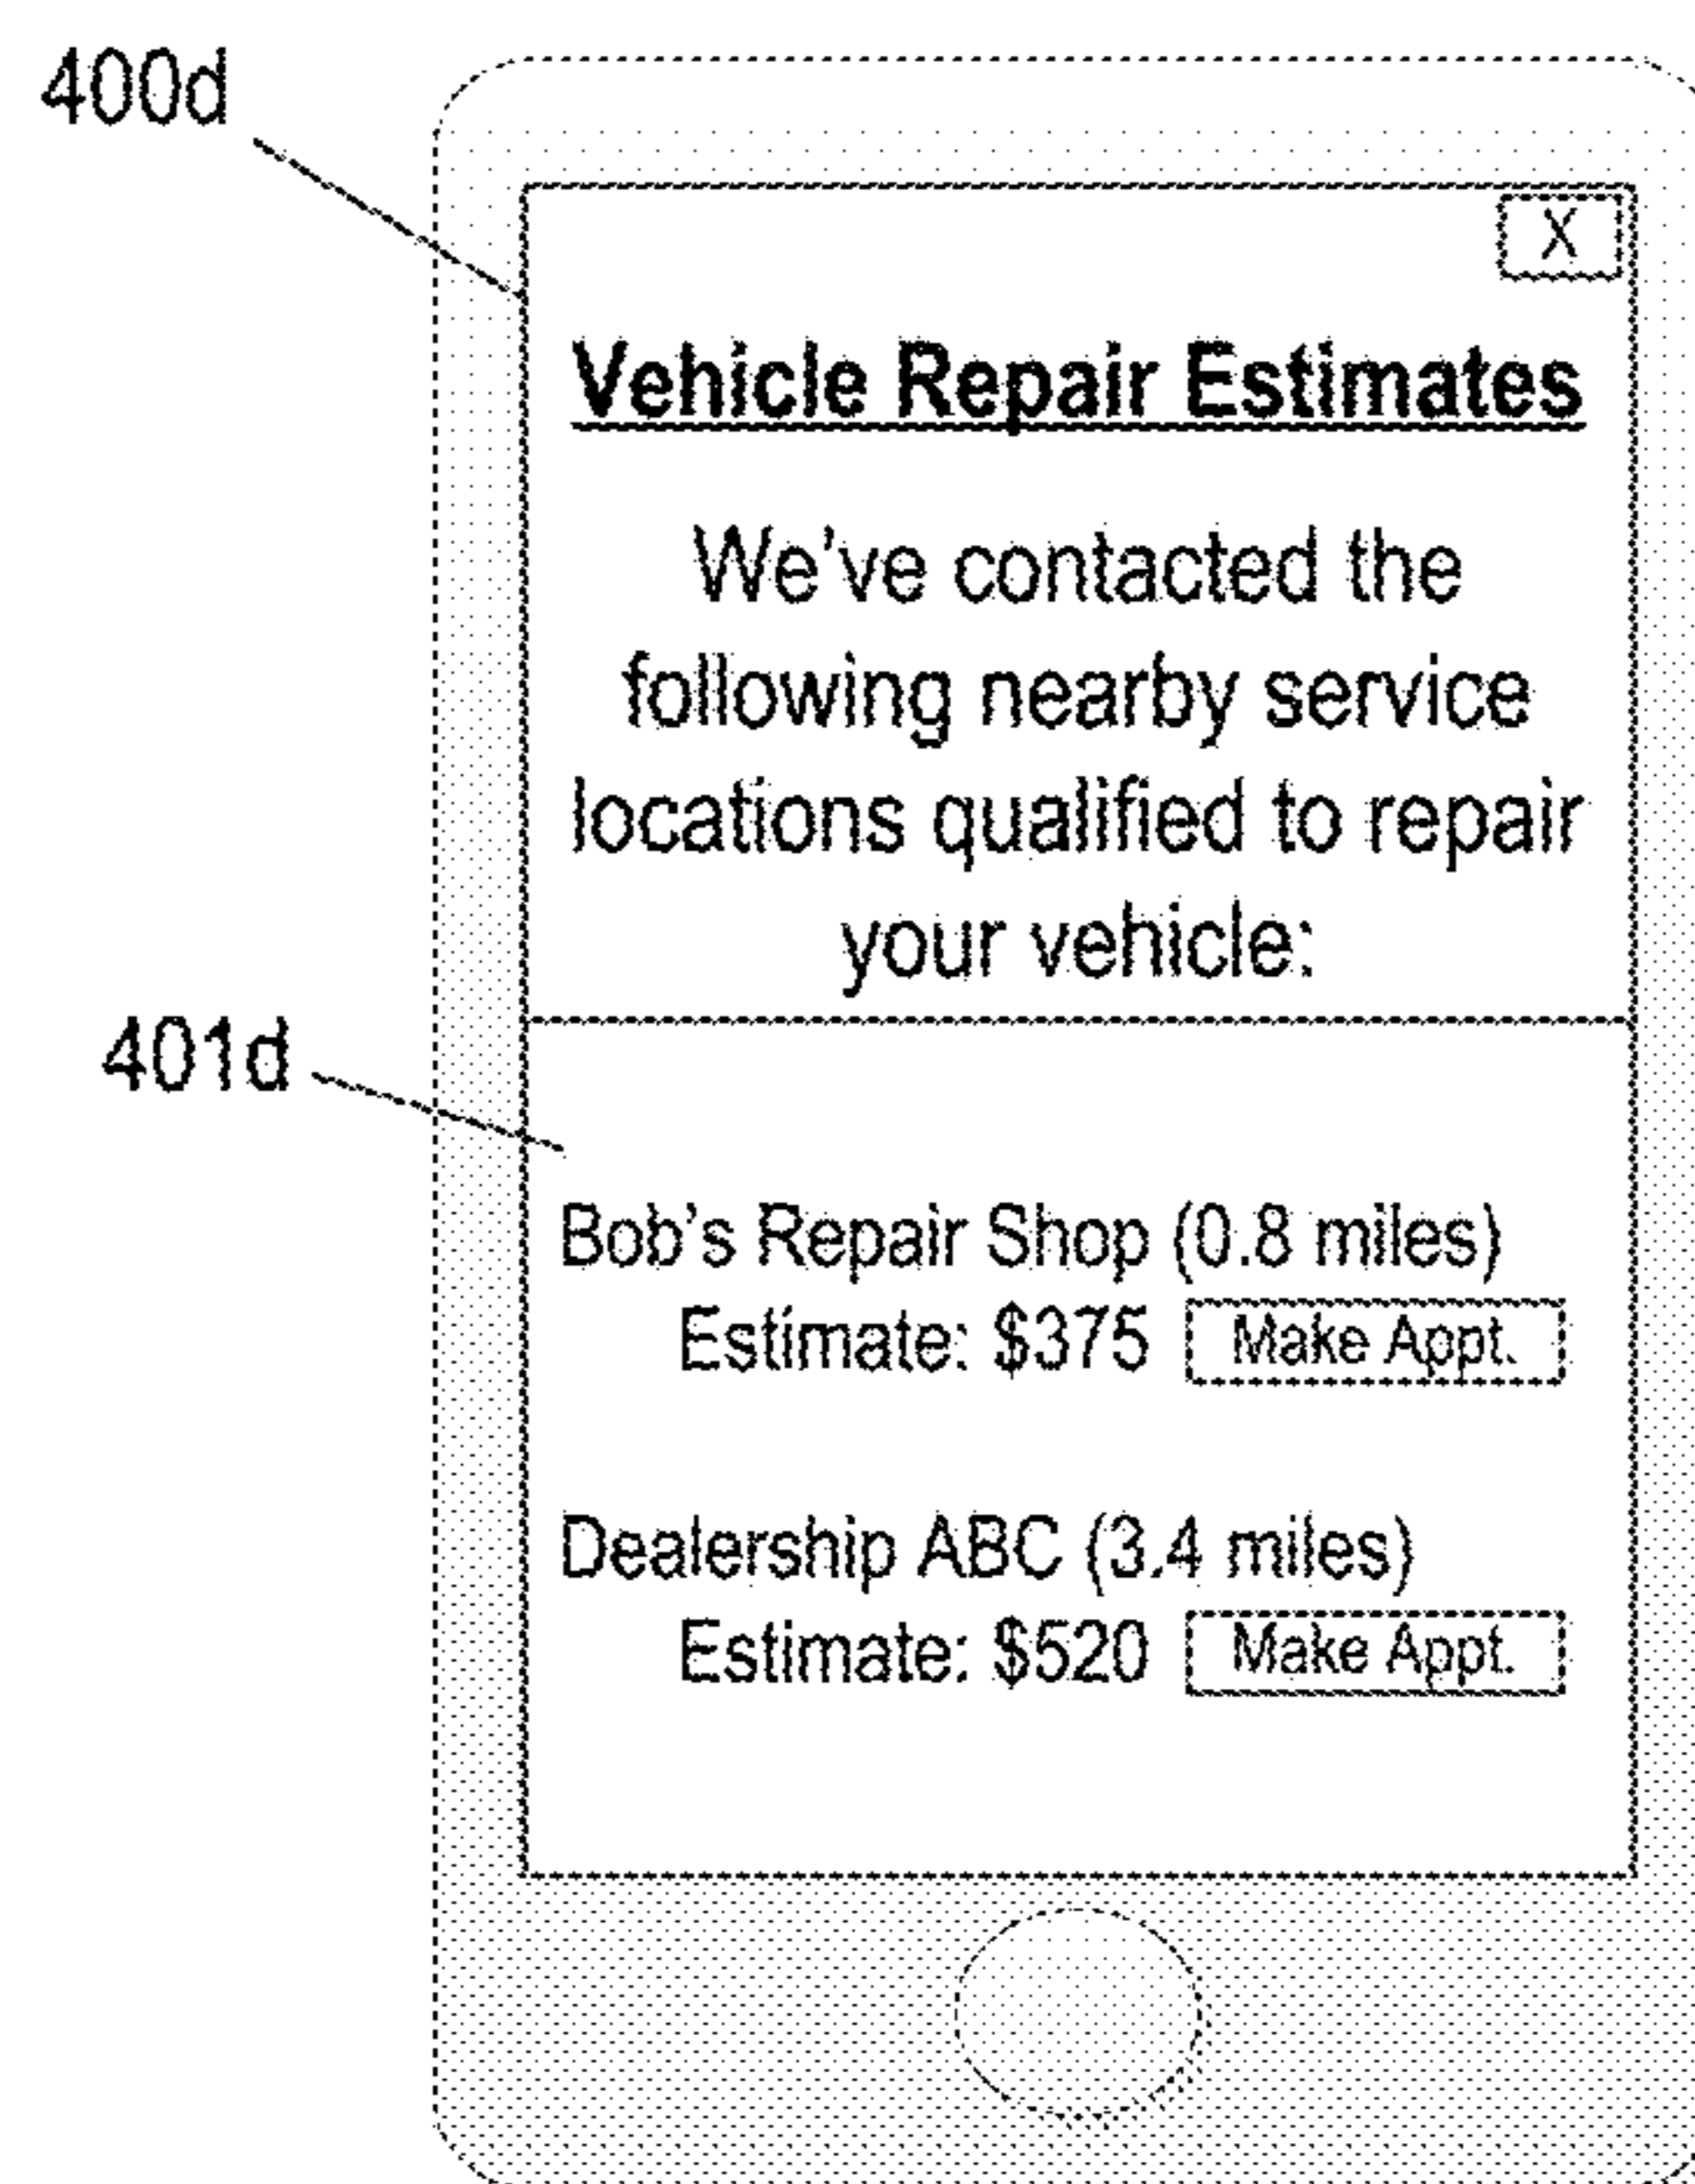 400d
X
Vehicle Repair Estimates
We've contacted the
following nearby service
locations qualified to repair
your vehicle:
401d
Bob's Repair Shop (0.8 miles)
Estimate: $375 Make Appt.
Dealership ABC (3.4 miles)
Estimate: $520 Make Appt.